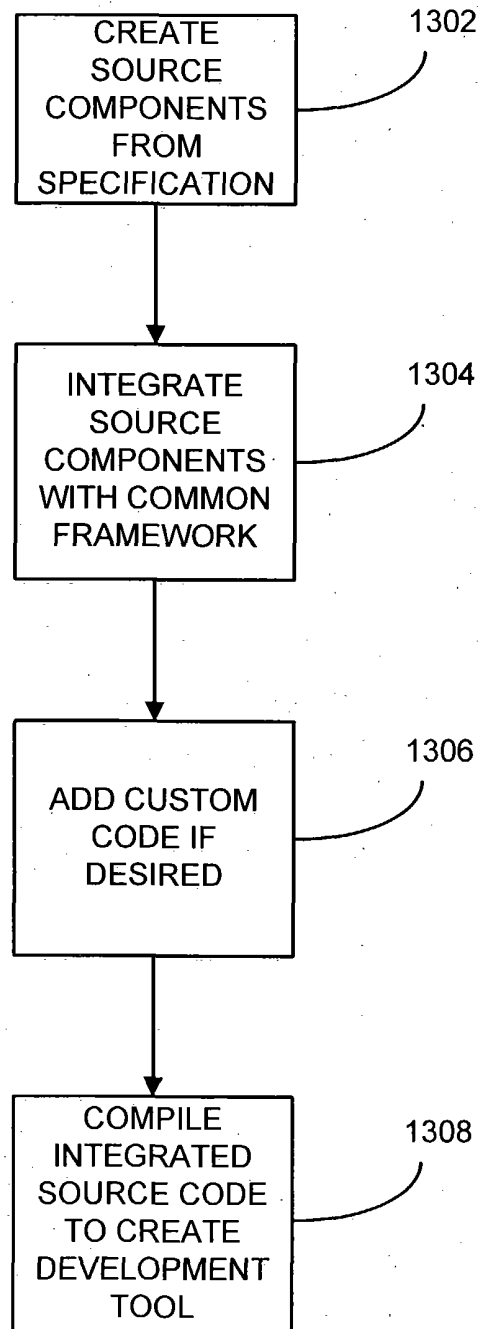 CREATE
SOURCE
COMPONENTS
FROM
SPECIFICATION
1302
INTEGRATE
SOURCE
COMPONENTS
WITH COMMON
FRAMEWORK
1304
ADD CUSTOM
CODE IF
DESIRED
1306
COMPILE
INTEGRATED
SOURCE CODE
TO CREATE
DEVELOPMENT
TOOL
1308